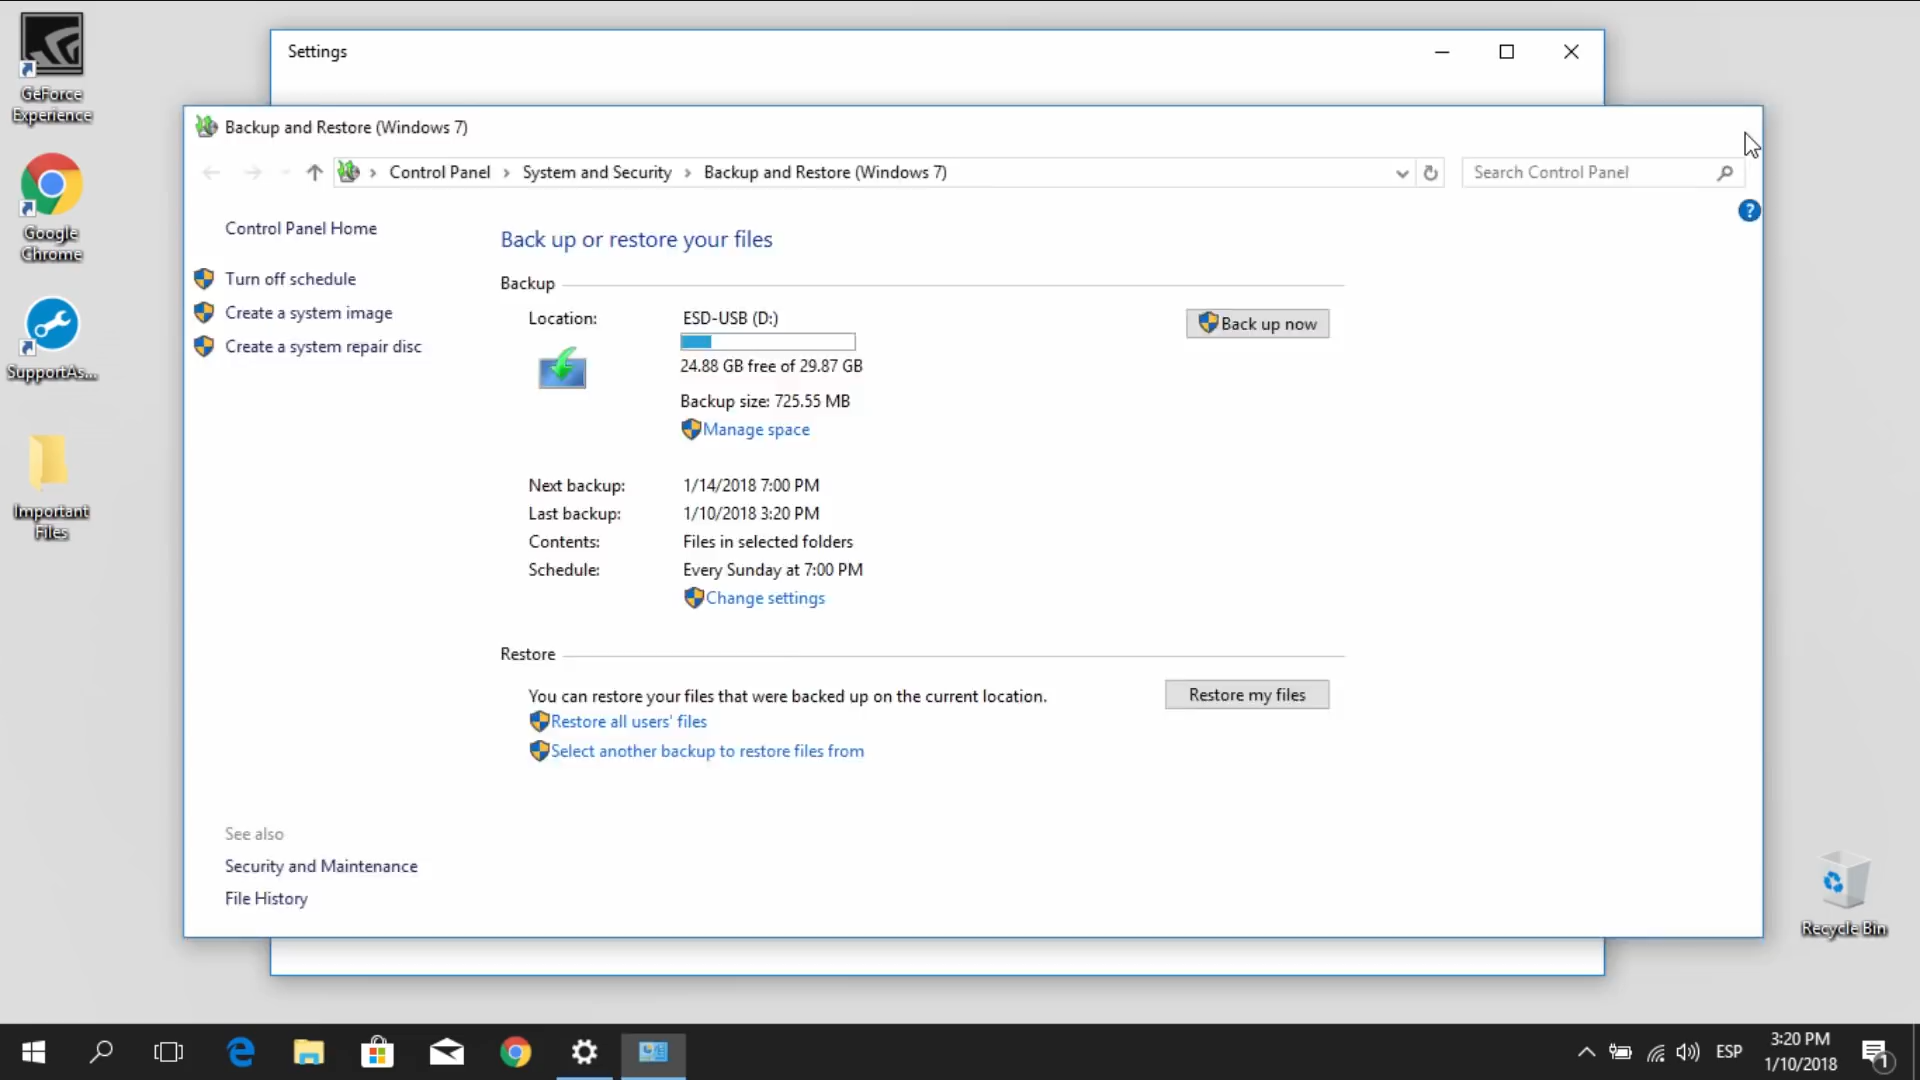 GeForce
Experience
Google
Chrome
SupportAs...
Important
Files
Settings
Backup and Restore (Windows 7)
Control Panel > System and Security > Backup and Restore (Windows 7)
Search Control Panel
?
Control Panel Home
Turn off schedule
Create a system image
Create a system repair disc
Back up or restore your files
Backup
Location:
ESD-USB (D:)
24.88 GB free of 29.87 GB
Backup size: 725.55 MB
Manage space
Back up now
Next backup: 1/14/2018 7:00 PM
Last backup: 1/10/2018 3:20 PM
Contents: Files in selected folders
Schedule: Every Sunday at 7:00 PM
Change settings
Restore
You can restore your files that were backed up on the current location.
Restore my files
Restore all users' files
Select another backup to restore files from
See also
Security and Maintenance
File History
Recycle Bin
ESP
3:20 PM
1/10/2018
1